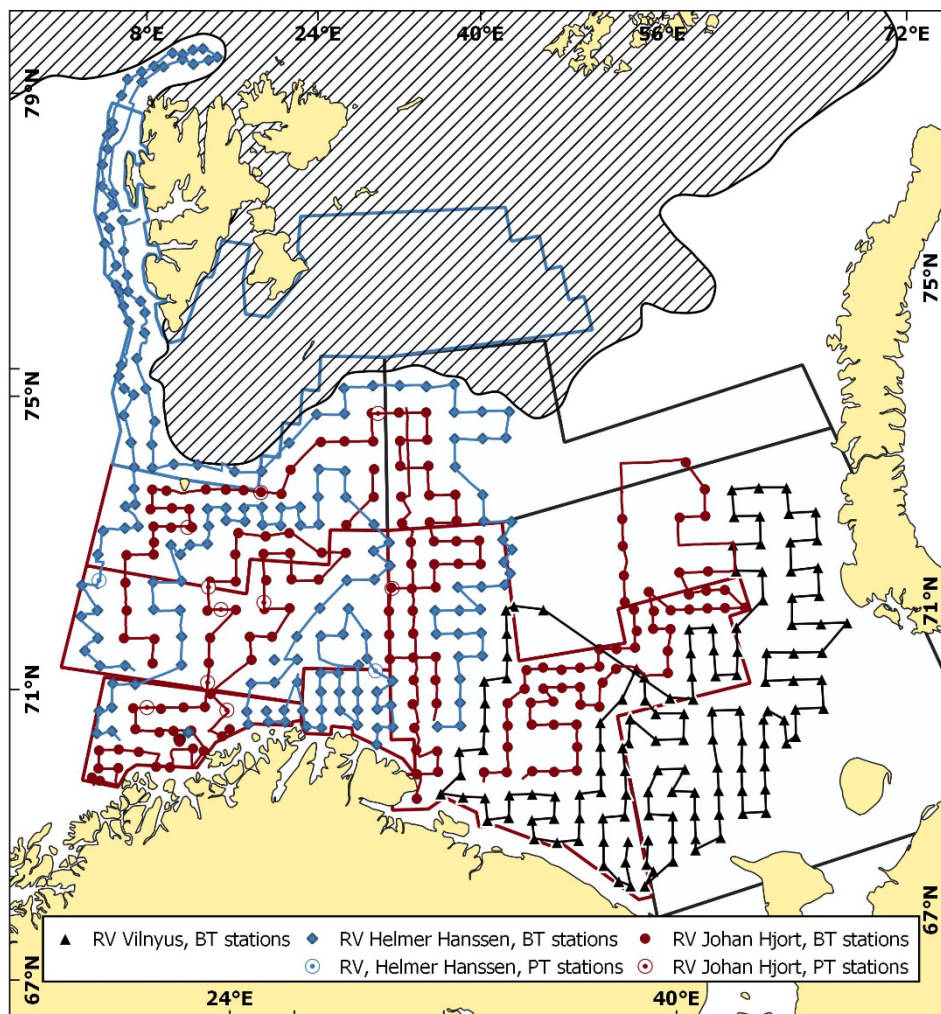 8°E 24°E 40°E 56°E 72°E
79°N
75°N
75°N
71°N
71°N
67°N
67°N
RV Vilnyus, BT stations RV Helmer Hanssen, BT stations RV Johan Hjort, BT stations
RV, Helmer Hanssen, PT stations RV Johan Hjort, PT stations
24°E 40°E